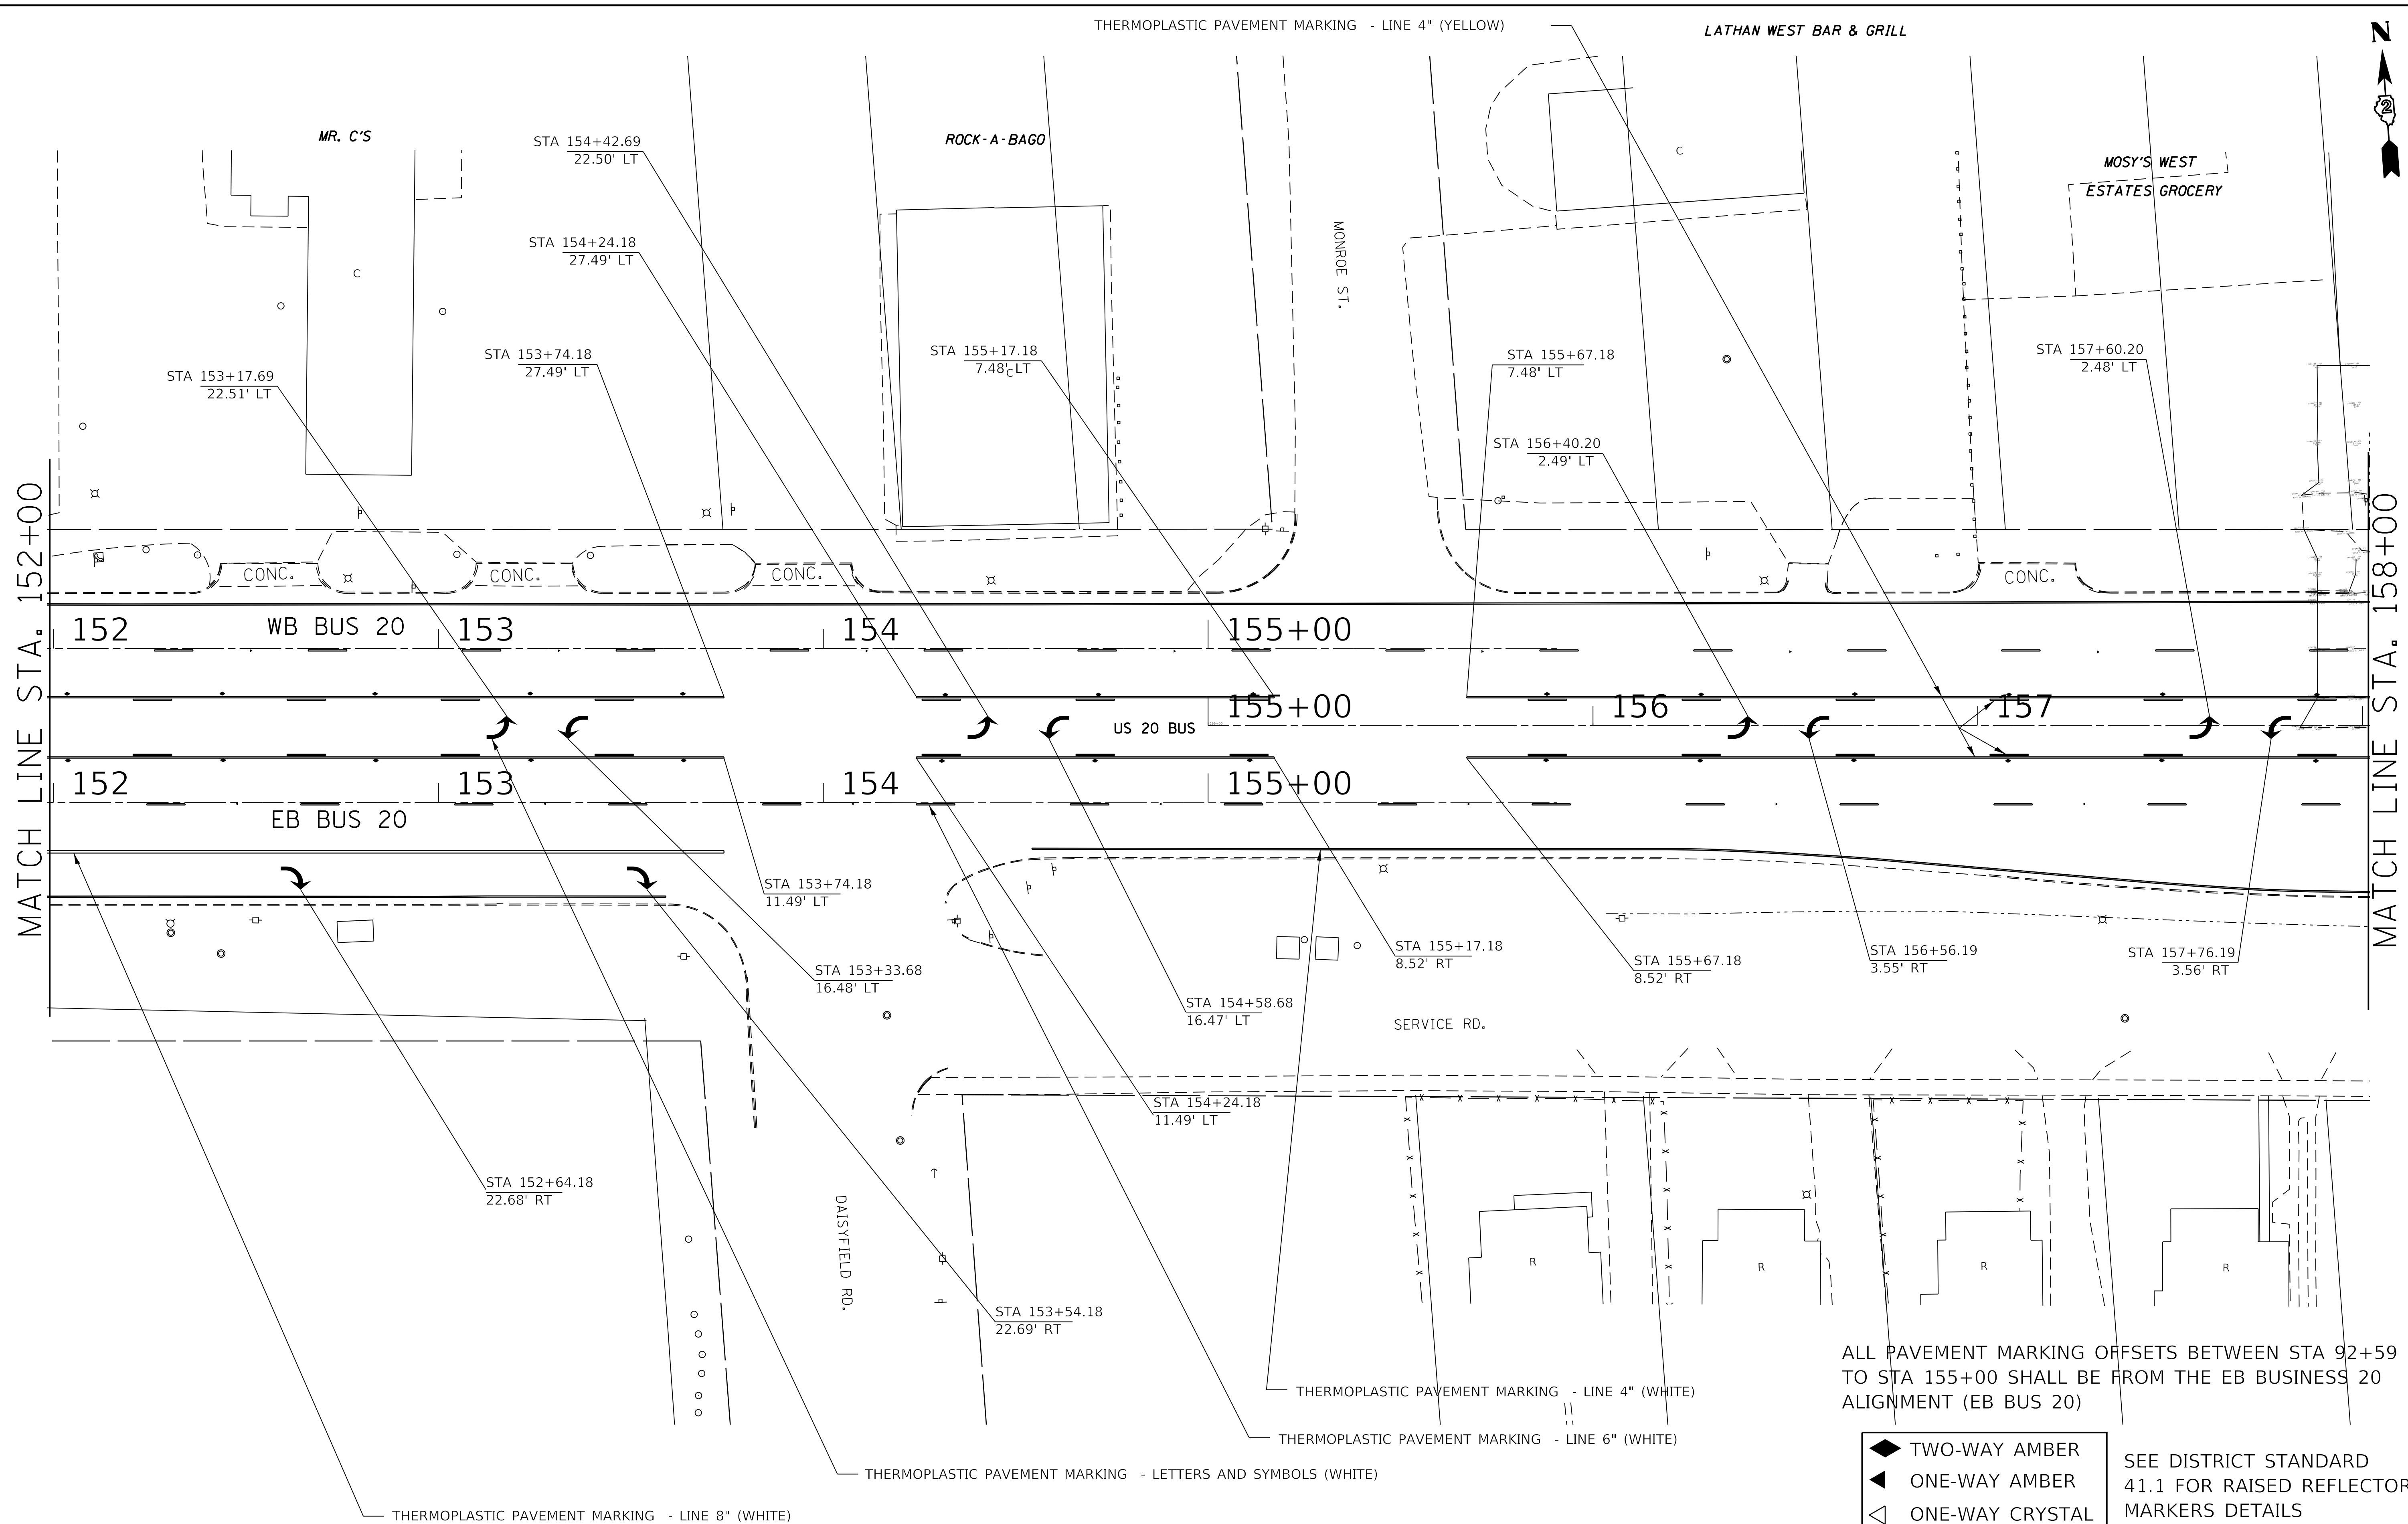 THERMOPLASTIC PAVEMENT MARKING - LINE 4" (YELLOW)
LATHAN WEST BAR & GRILL
N
2
MR. C'S
STA 154+42.69
22.50' LT
ROCK-A-BAGO
C
MOSY'S WEST
ESTATES GROCERY
STA 154+24.18
27.49' LT
MONROE ST.
C
STA 153+17.69
22.51' LT
STA 153+74.18
27.49' LT
STA 155+17.18
7.48' LT
C
STA 155+67.18
7.48' LT
STA 157+60.20
2.48' LT
STA 156+40.20
2.49' LT
MATCH LINE STA. 152+00
MATCH LINE STA. 158+00
CONC.
CONC.
CONC.
CONC.
152
WB BUS 20
153
154
155+00
155+00
156
157
US 20 BUS
152
153
154
155+00
EB BUS 20
STA 153+74.18
11.49' LT
STA 153+33.68
16.48' LT
STA 154+58.68
16.47' LT
STA 155+17.18
8.52' RT
STA 155+67.18
8.52' RT
STA 156+56.19
3.55' RT
STA 157+76.19
3.56' RT
SERVICE RD.
STA 154+24.18
11.49' LT
STA 152+64.18
22.68' RT
DAISYFIELD RD.
R
R
R
R
STA 153+54.18
22.69' RT
ALL PAVEMENT MARKING OFFSETS BETWEEN STA 92+59
TO STA 155+00 SHALL BE FROM THE EB BUSINESS 20
ALIGNMENT (EB BUS 20)
THERMOPLASTIC PAVEMENT MARKING - LINE 4" (WHITE)
THERMOPLASTIC PAVEMENT MARKING - LINE 6" (WHITE)
THERMOPLASTIC PAVEMENT MARKING - LETTERS AND SYMBOLS (WHITE)
THERMOPLASTIC PAVEMENT MARKING - LINE 8" (WHITE)
TWO-WAY AMBER
ONE-WAY AMBER
ONE-WAY CRYSTAL
SEE DISTRICT STANDARD
41.1 FOR RAISED REFLECTOR
MARKERS DETAILS